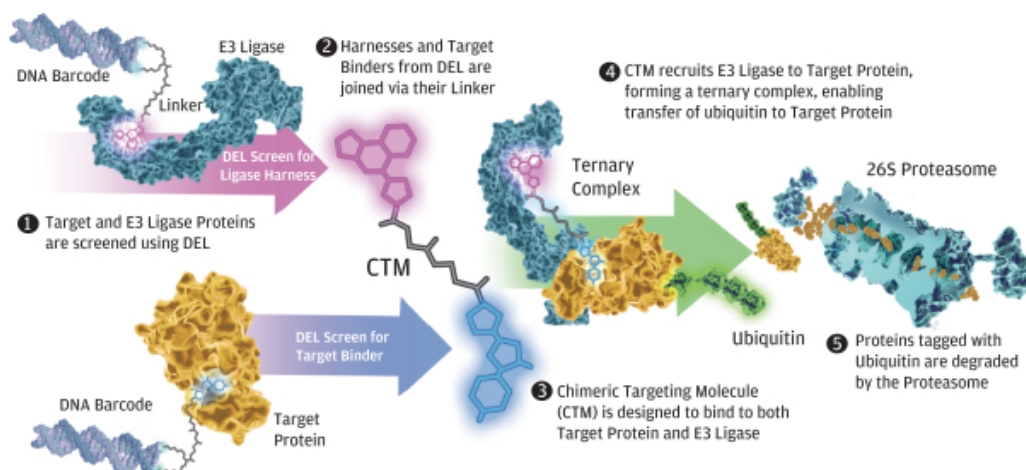 DNA Barcode
Linker
E3 Ligase
DEL Screen for
Ligase Harness
❶ Target and E3 Ligase Proteins
are screened using DEL
DNA Barcode
DEL Screen for
Target Binder
Target
Protein
❷ Harnesses and Target
Binders from DEL are
joined via their Linker
CTM
❸ Chimeric Targeting Molecule
(CTM) is designed to bind to both
Target Protein and E3 Ligase
❹ CTM recruits E3 Ligase to Target Protein,
forming a ternary complex, enabling
transfer of ubiquitin to Target Protein
Ternary
Complex
Ubiquitin
26S Proteasome
❺ Proteins tagged with
Ubiquitin are degraded
by the Proteasome